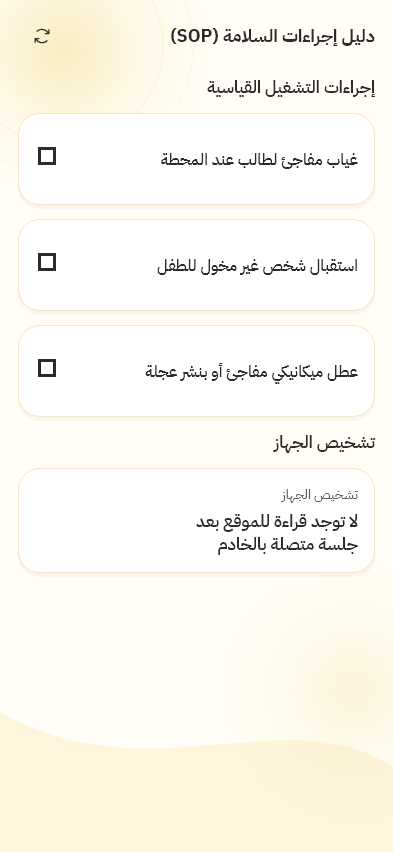 دليل إجراءات السلامة (SOP)
إجراءات التشغيل القياسية
غياب مفاجئ لطالب عند المحطة
استقبال شخص غير مخول للطفل
عطل ميكانيكي مفاجئ أو بنشر عجلة
تشخيص الجهاز
تشخيص الجهاز
لا توجد قراءة للموقع بعد
جلسة متصلة بالخادم